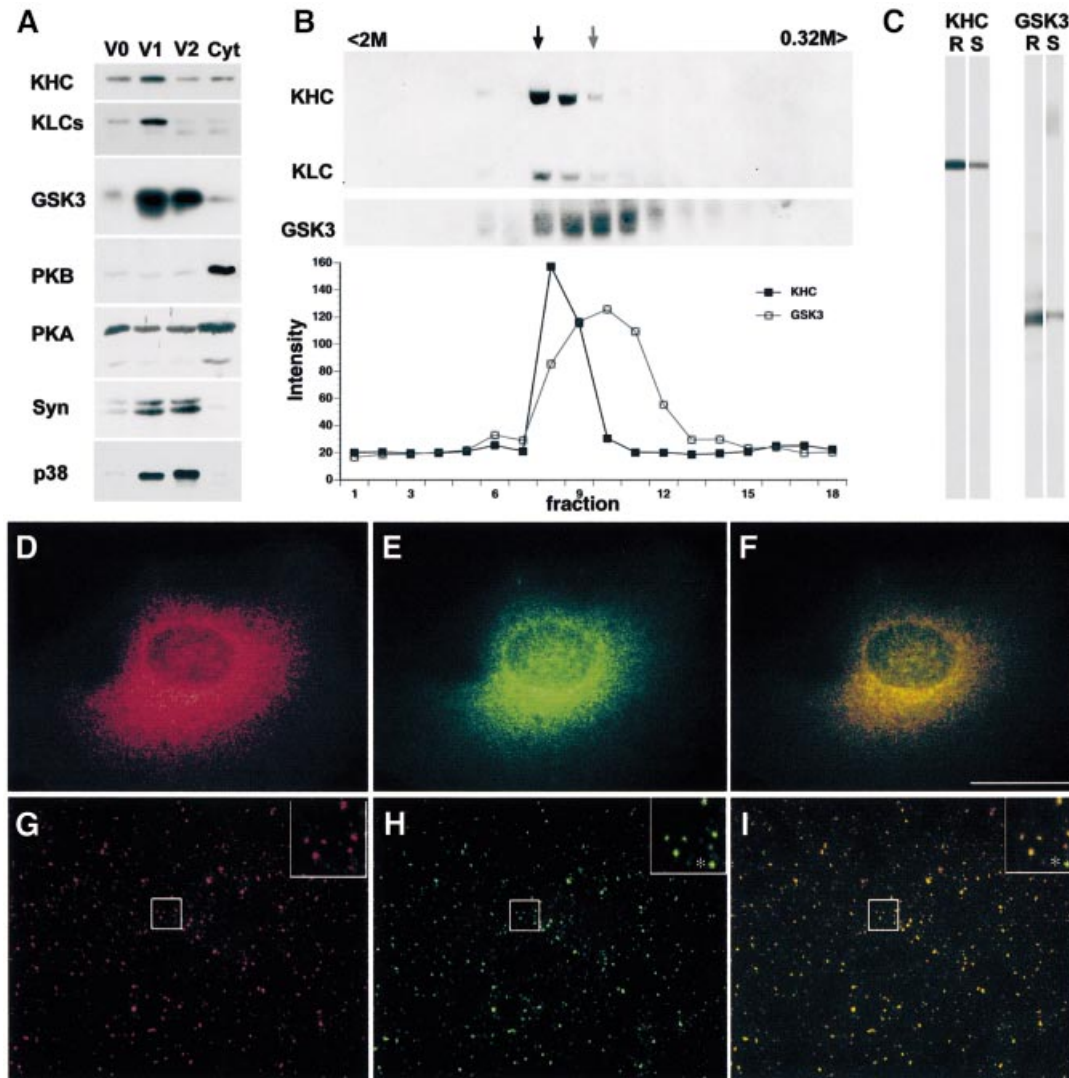 A
V0 V1 V2 Cyt
KHC
KLCs
GSK3
PKB
PKA
Syn
p38
B
<2M 0.32M>
KHC
KLC
GSK3
160
140
120
100
80
60
40
20
0
Intensity
KHC
GSK3
1 3 6 9 12 15 18
fraction
C
KHC GSK3
R S R S
D
E
F
G
H
*
I
*